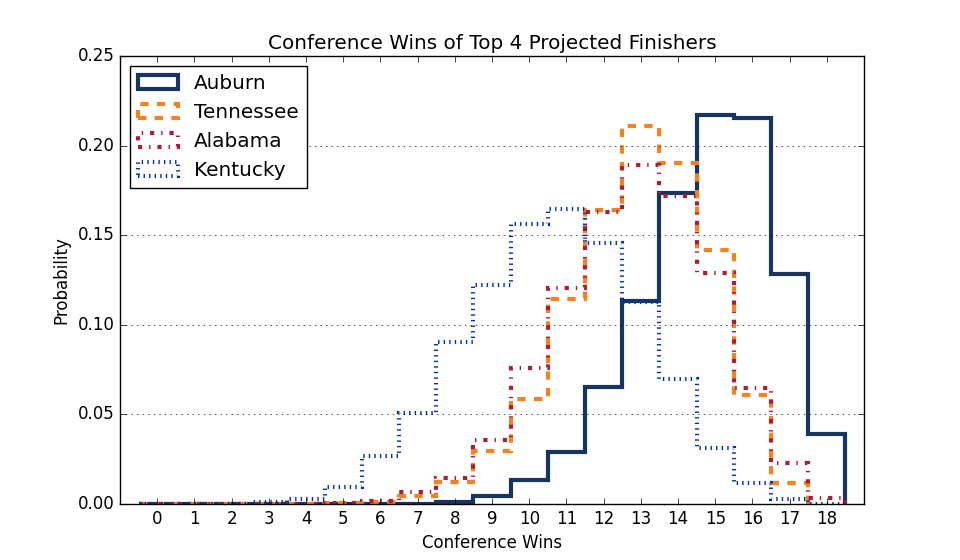 Conference Wins of Top 4 Projected Finishers
0.25
0.20
0.15
0.10
0.05
0.00
Probability
Auburn
Tennessee
Alabama
Kentucky
0 1 2 3 4 5 6 7 8 9 10 11 12 13 14 15 16 17 18
Conference Wins